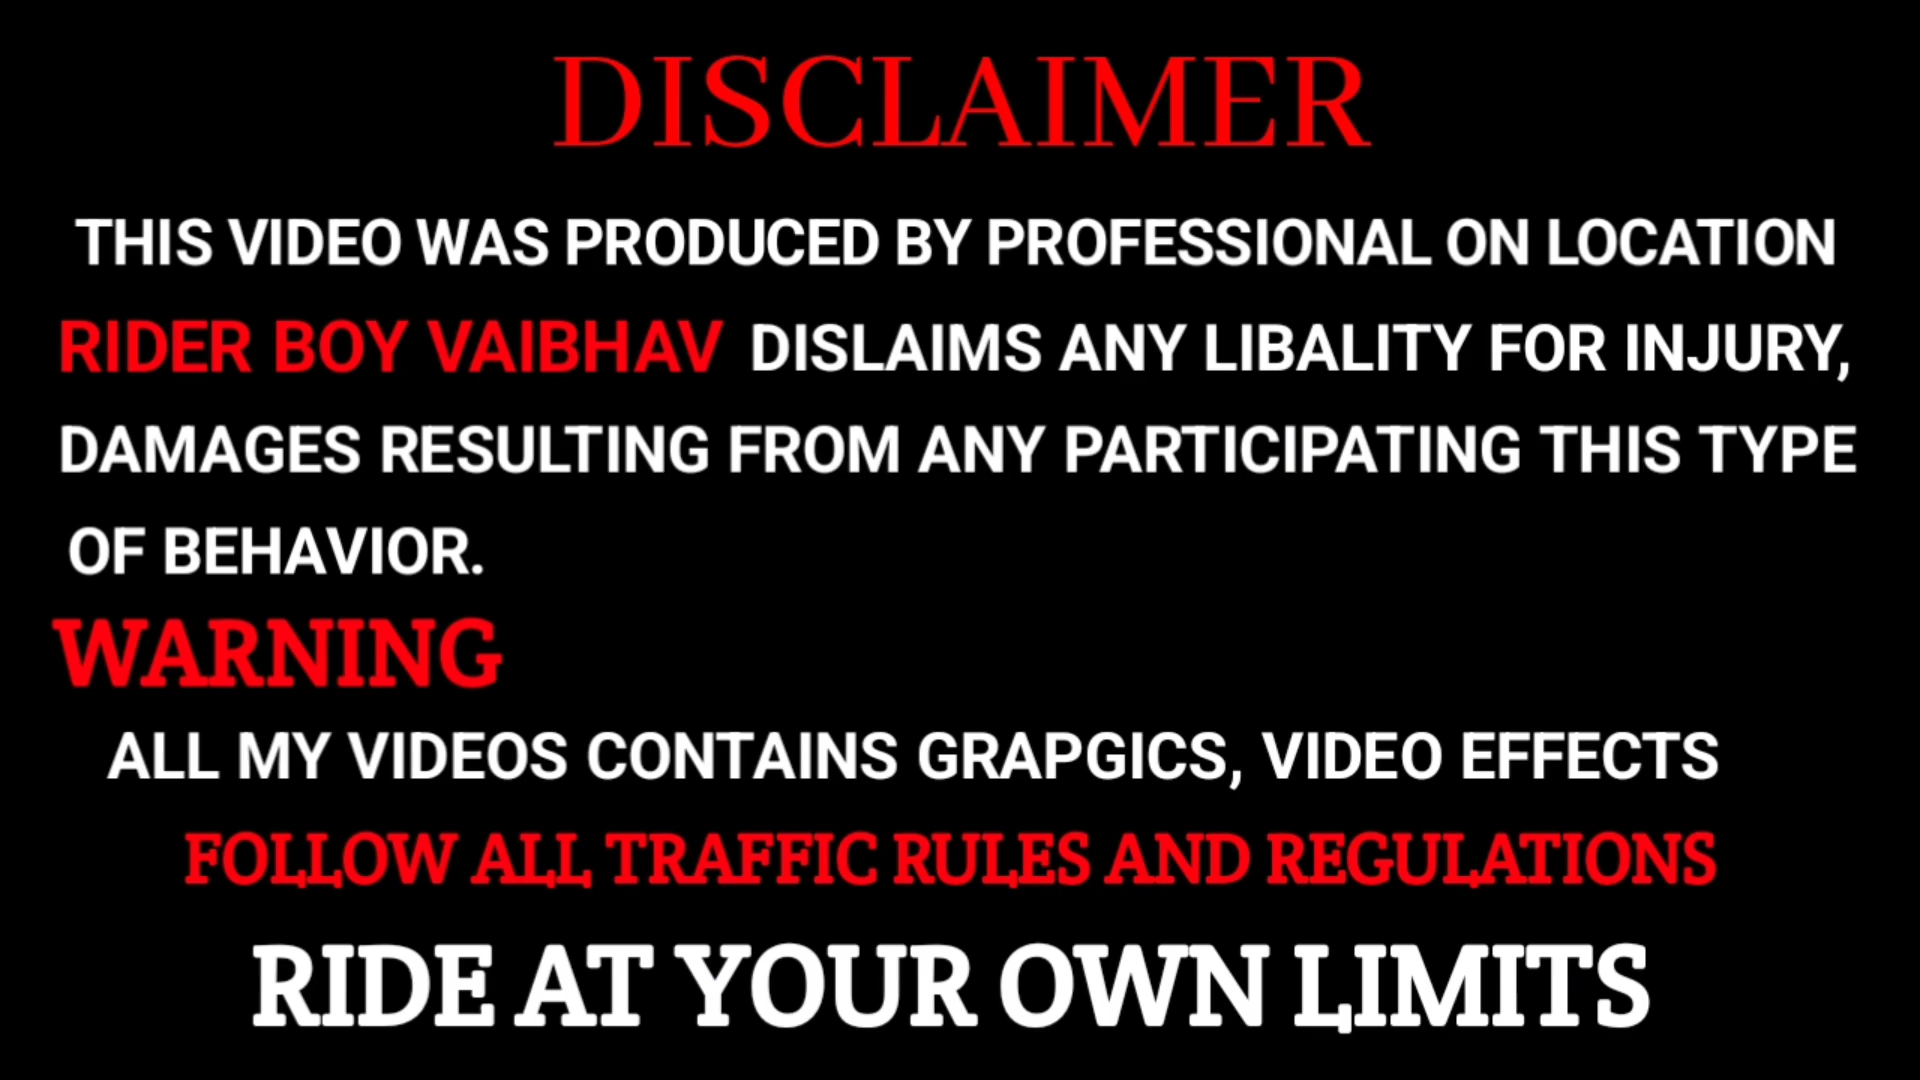 DISCLAIMER
THIS VIDEO WAS PRODUCED BY PROFESSIONAL ON LOCATION
RIDER BOY VAIBHAV DISLAIMS ANY LIBALITY FOR INJURY,
DAMAGES RESULTING FROM ANY PARTICIPATING THIS TYPE
OF BEHAVIOR.
WARNING
ALL MY VIDEOS CONTAINS GRAPGICS, VIDEO EFFECTS
FOLLOW ALL TRAFFIC RULES AND REGULATIONS
RIDE AT YOUR OWN LIMITS